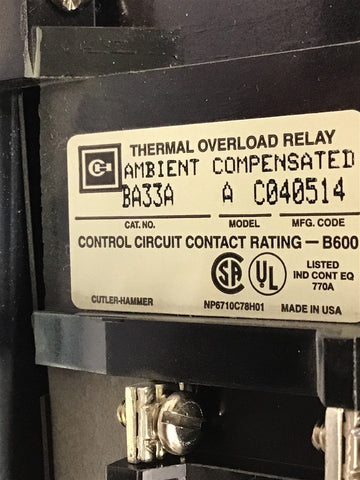 THERMAL OVERLOAD RELAY
AMBIENT COMPENSATED
BA33A A C040514
CAT. NO. MODEL MFG. CODE
CONTROL CIRCUIT CONTACT RATING — B600
SA UL LISTED
IND CONT EQ
770A
CUTLER-HAMMER NP6710C78H01 MADE IN USA